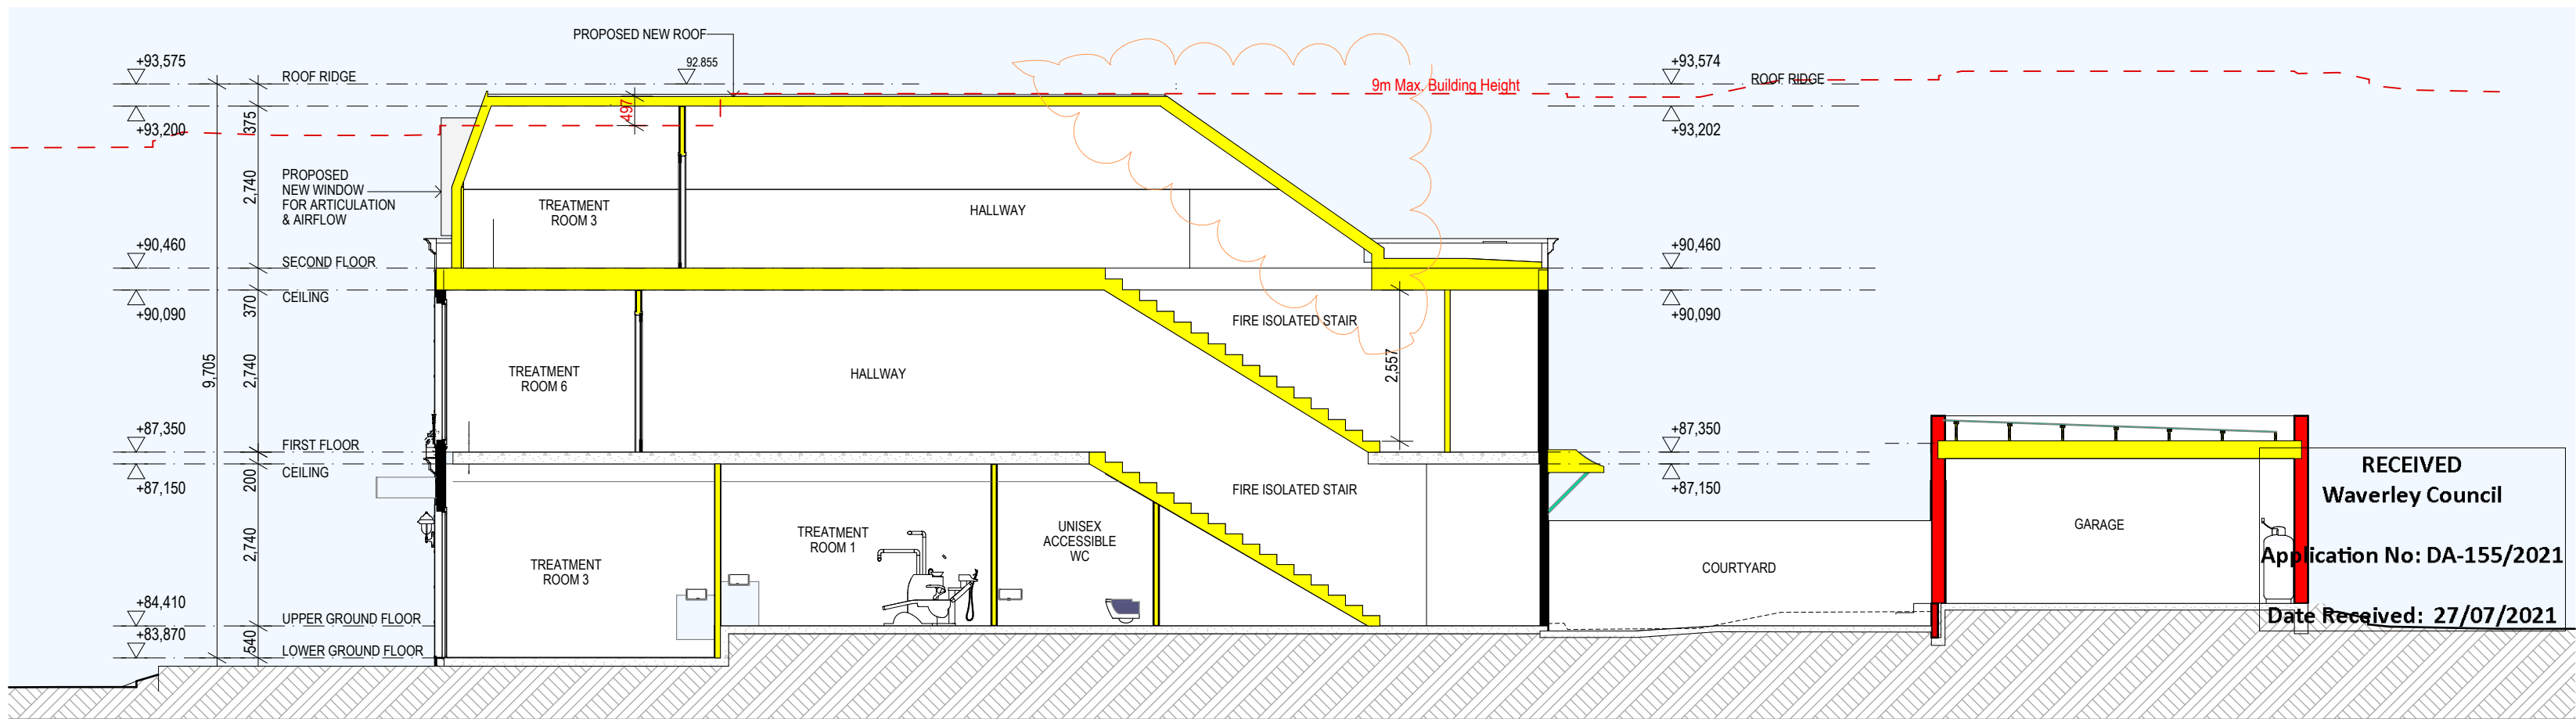 PROPOSED NEW ROOF
92.855
+93,575
ROOF RIDGE
+93,200
375
497
9m Max. Building Height
+93,574
ROOF RIDGE
+93,202
PROPOSED
NEW WINDOW
FOR ARTICULATION
& AIRFLOW
2,740
TREATMENT
ROOM 3
HALLWAY
+90,460
SECOND FLOOR
+90,460
CEILING
+90,090
370
+90,090
FIRE ISOLATED STAIR
9,705
2,740
TREATMENT
ROOM 6
HALLWAY
2,557
+87,350
FIRST FLOOR
+87,350
CEILING
+87,150
200
+87,150
FIRE ISOLATED STAIR
2,740
TREATMENT
ROOM 3
TREATMENT
ROOM 1
UNISEX
ACCESSIBLE
WC
COURTYARD
GARAGE
+84,410
UPPER GROUND FLOOR
+83,870
540
LOWER GROUND FLOOR
RECEIVED
Waverley Council
Application No: DA-155/2021
Date Received: 27/07/2021